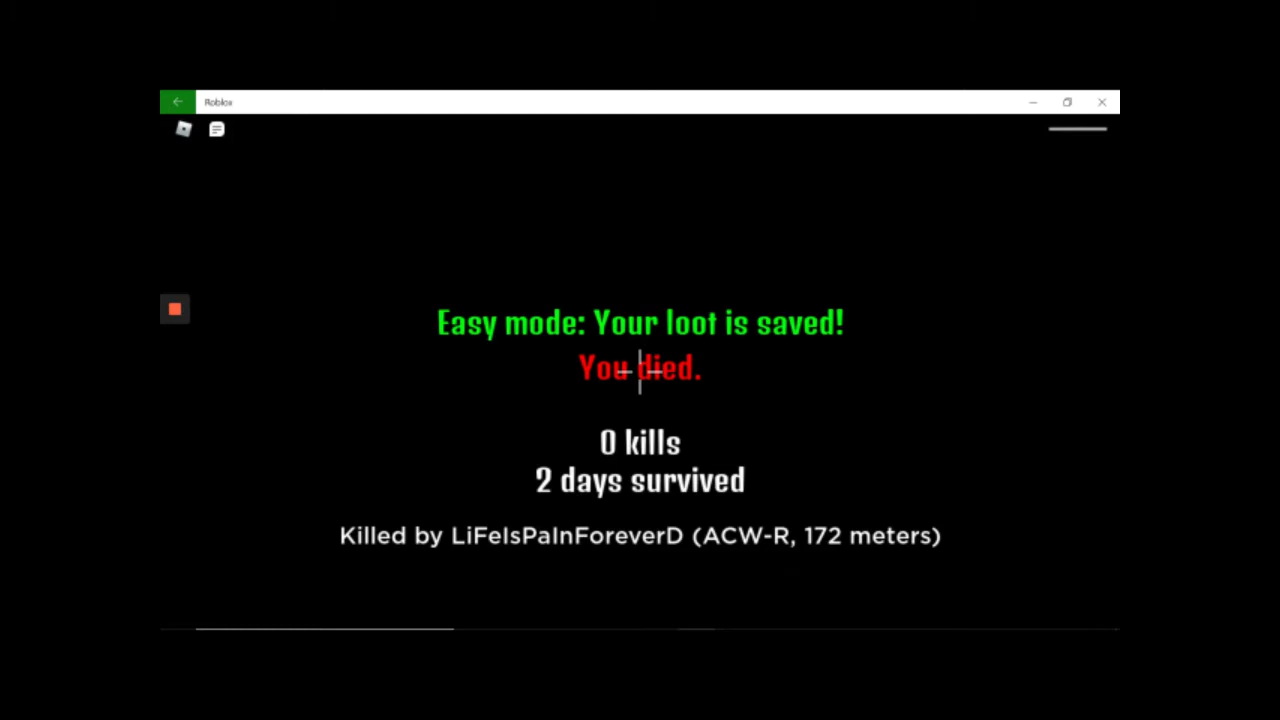 Roblox
Easy mode: Your loot is saved!
You died.
0 kills
2 days survived
Killed by LiFeIsPaInForeverD (ACW-R, 172 meters)